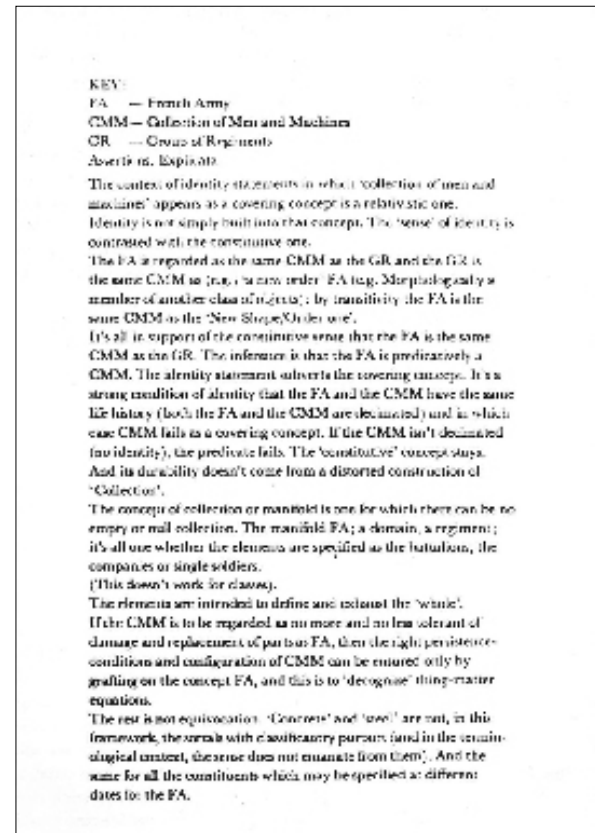 KEY:
FA — French Army
CMM — Collection of Men and Machines
GR — Group of Regiments
Assertions, Explicata
The context of identity statements in which 'collection of men and
machines' appears as a covering concept is a relativistic one.
Identity is not simply built into that concept. The 'sense' of identity is
contrasted with the constitutive one.
The FA is regarded as the same CMM as the GR and the GR is
the same CMM as (e.g.) 'a new order' FA (e.g. Morphologically a
member of another class of objects): by transitivity the FA is the
same CMM as the 'New Shape/Order one'.
It's all in support of the constitutive sense that the FA is the same
CMM as the GR. The inference is that the FA is predicatively a
CMM. The identity statement subverts the covering concept. It's a
strong condition of identity that the FA and the CMM have the same
life history (both the FA and the CMM are decimated) and in which
case CMM fails as a covering concept. If the CMM isn't decimated
(no identity), the predicate fails. The 'constitutive' concept stays.
And its durability doesn't come from a distorted construction of
'Collection'.
The concept of collection or manifold is one for which there can be no
empty or null collection. The manifold FA; a domain, a regiment;
it's all one whether the elements are specified as the battalions, the
companies or single soldiers.
(This doesn't work for classes).
The elements are intended to define and exhaust the 'whole'.
If the CMM is to be regarded as no more and no less tolerant of
damage and replacement of parts as FA, then the right persistence-
conditions and configuration of CMM can be ensured only by
grafting on the concept FA, and this is to 'decognise' thing-matter
equations.
The rest is not equivocation. 'Concrete' and 'steel' are not, in this
framework, the sortals with classificatory purport (and in the termin-
ological context, the sense does not emanate from them). And the
same for all the constituents which may be specified at different
dates for the FA.